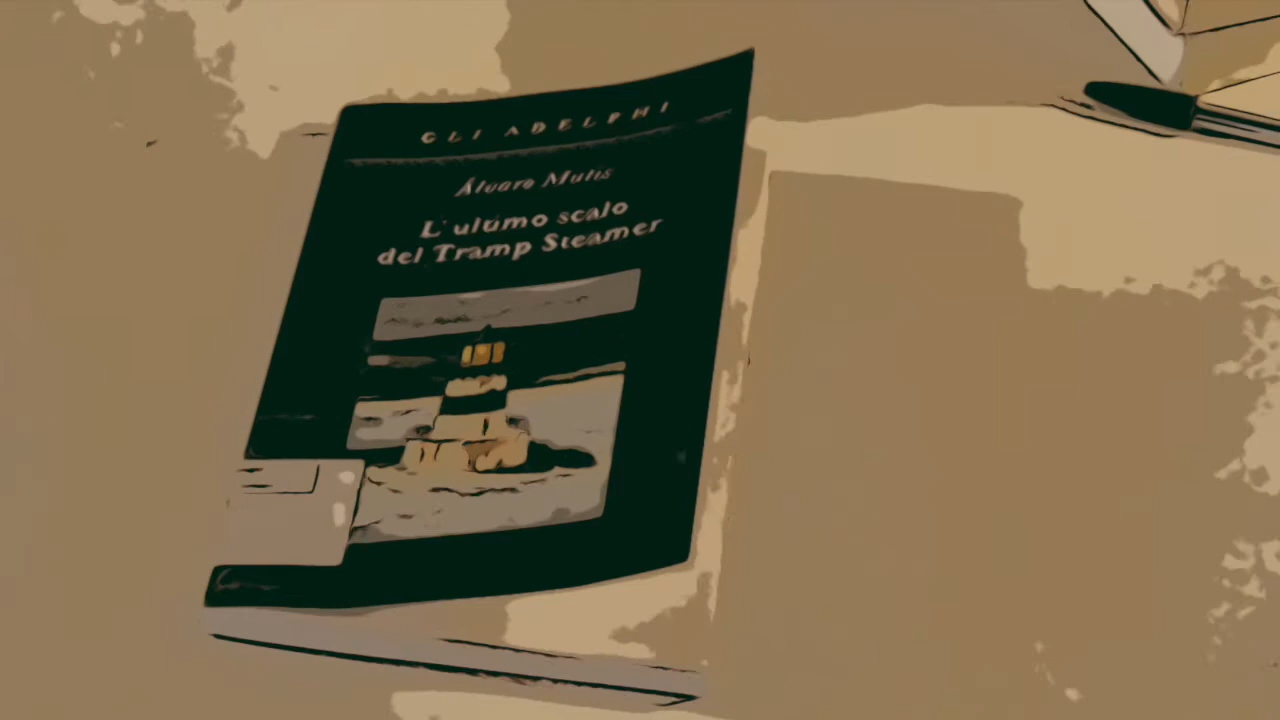 GLI ADELPHI
Álvaro Mutis
L'ultimo scalo
del Tramp Steamer